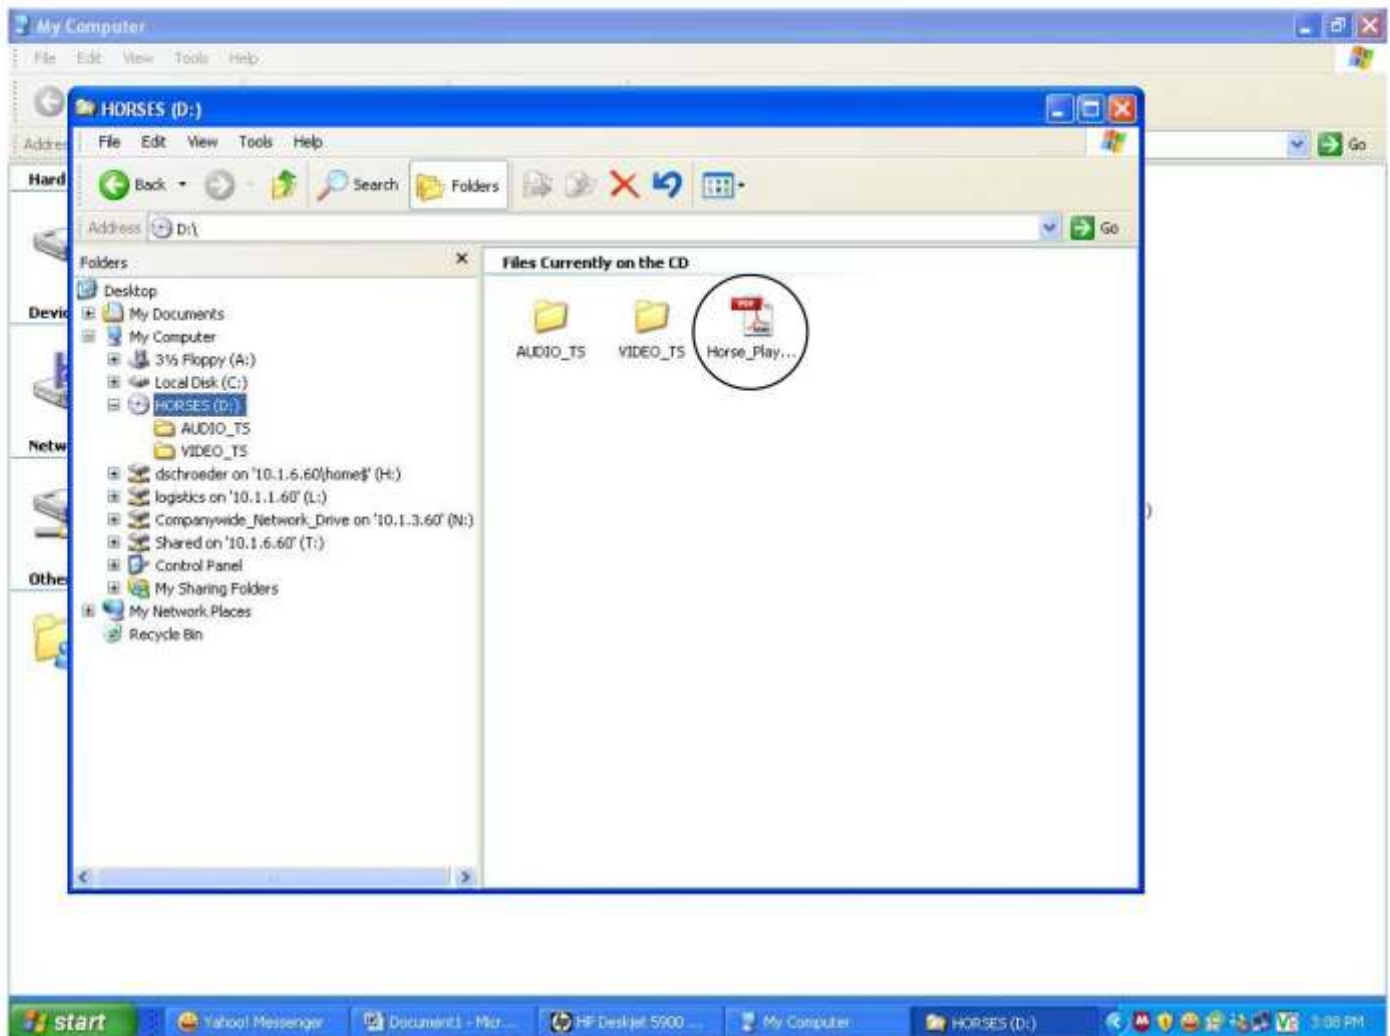 My Computer
File Edit View Tools Help
HORSES (D:)
File Edit View Tools Help
Back Search Folders
Go
Address D:\ Go
Folders x
Files Currently on the CD
Desktop
My Documents
My Computer
3½ Floppy (A:)
Local Disk (C:)
HORSES (D:)
AUDIO_TS
VIDEO_TS
dschroeder on '10.1.6.60\home$' (H:)
logistics on '10.1.1.60' (L:)
Companywide_Network_Drive on '10.1.3.60' (N:)
Shared on '10.1.6.60' (T:)
Control Panel
My Sharing Folders
My Network Places
Recycle Bin
PDF
AUDIO_TS VIDEO_TS Horse_Play...
Addre
Hard
Devic
Netw
Othe
)
start Yahoo! Messenger Document1 - Micr... HP Deskjet 5900 ... My Computer HORSES (D:) 3:08 PM